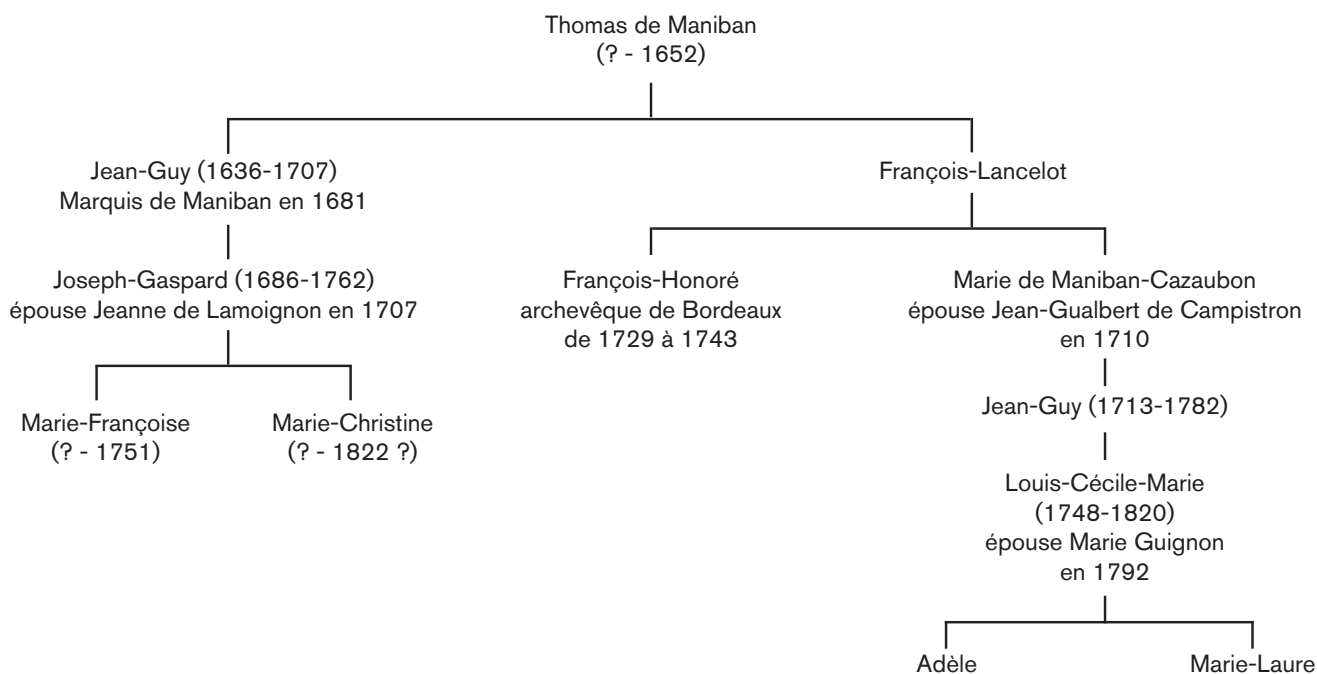 Thomas de Maniban
(? - 1652)
Jean-Guy (1636-1707)
Marquis de Maniban en 1681
François-Lancelot
Joseph-Gaspard (1686-1762)
épouse Jeanne de Lamoignon en 1707
François-Honoré
archevêque de Bordeaux
de 1729 à 1743
Marie de Maniban-Cazaubon
épouse Jean-Gualbert de Campistron
en 1710
Marie-Françoise
(? - 1751)
Marie-Christine
(? - 1822 ?)
Jean-Guy (1713-1782)
Louis-Cécile-Marie
(1748-1820)
épouse Marie Guignon
en 1792
Adèle
Marie-Laure